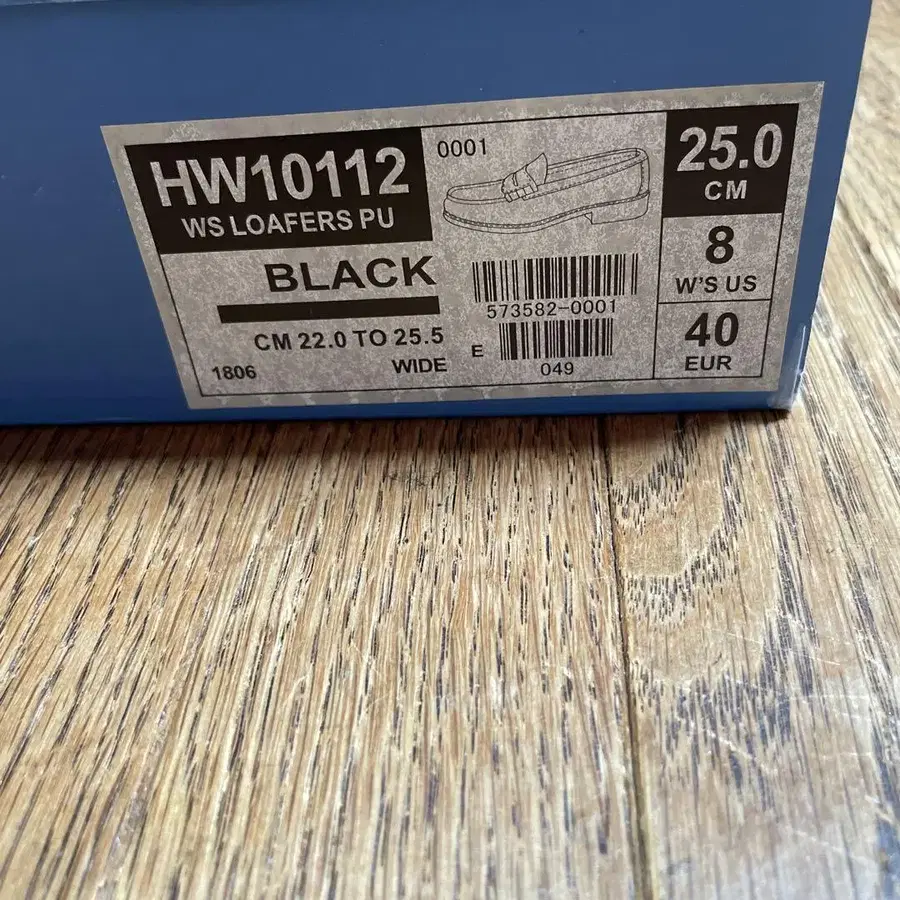 HW10112
WS LOAFERS PU
0001
25.0
CM
BLACK
573582-0001
8
W'S US
CM 22.0 TO 25.5
WIDE
E
049
40
EUR
1806